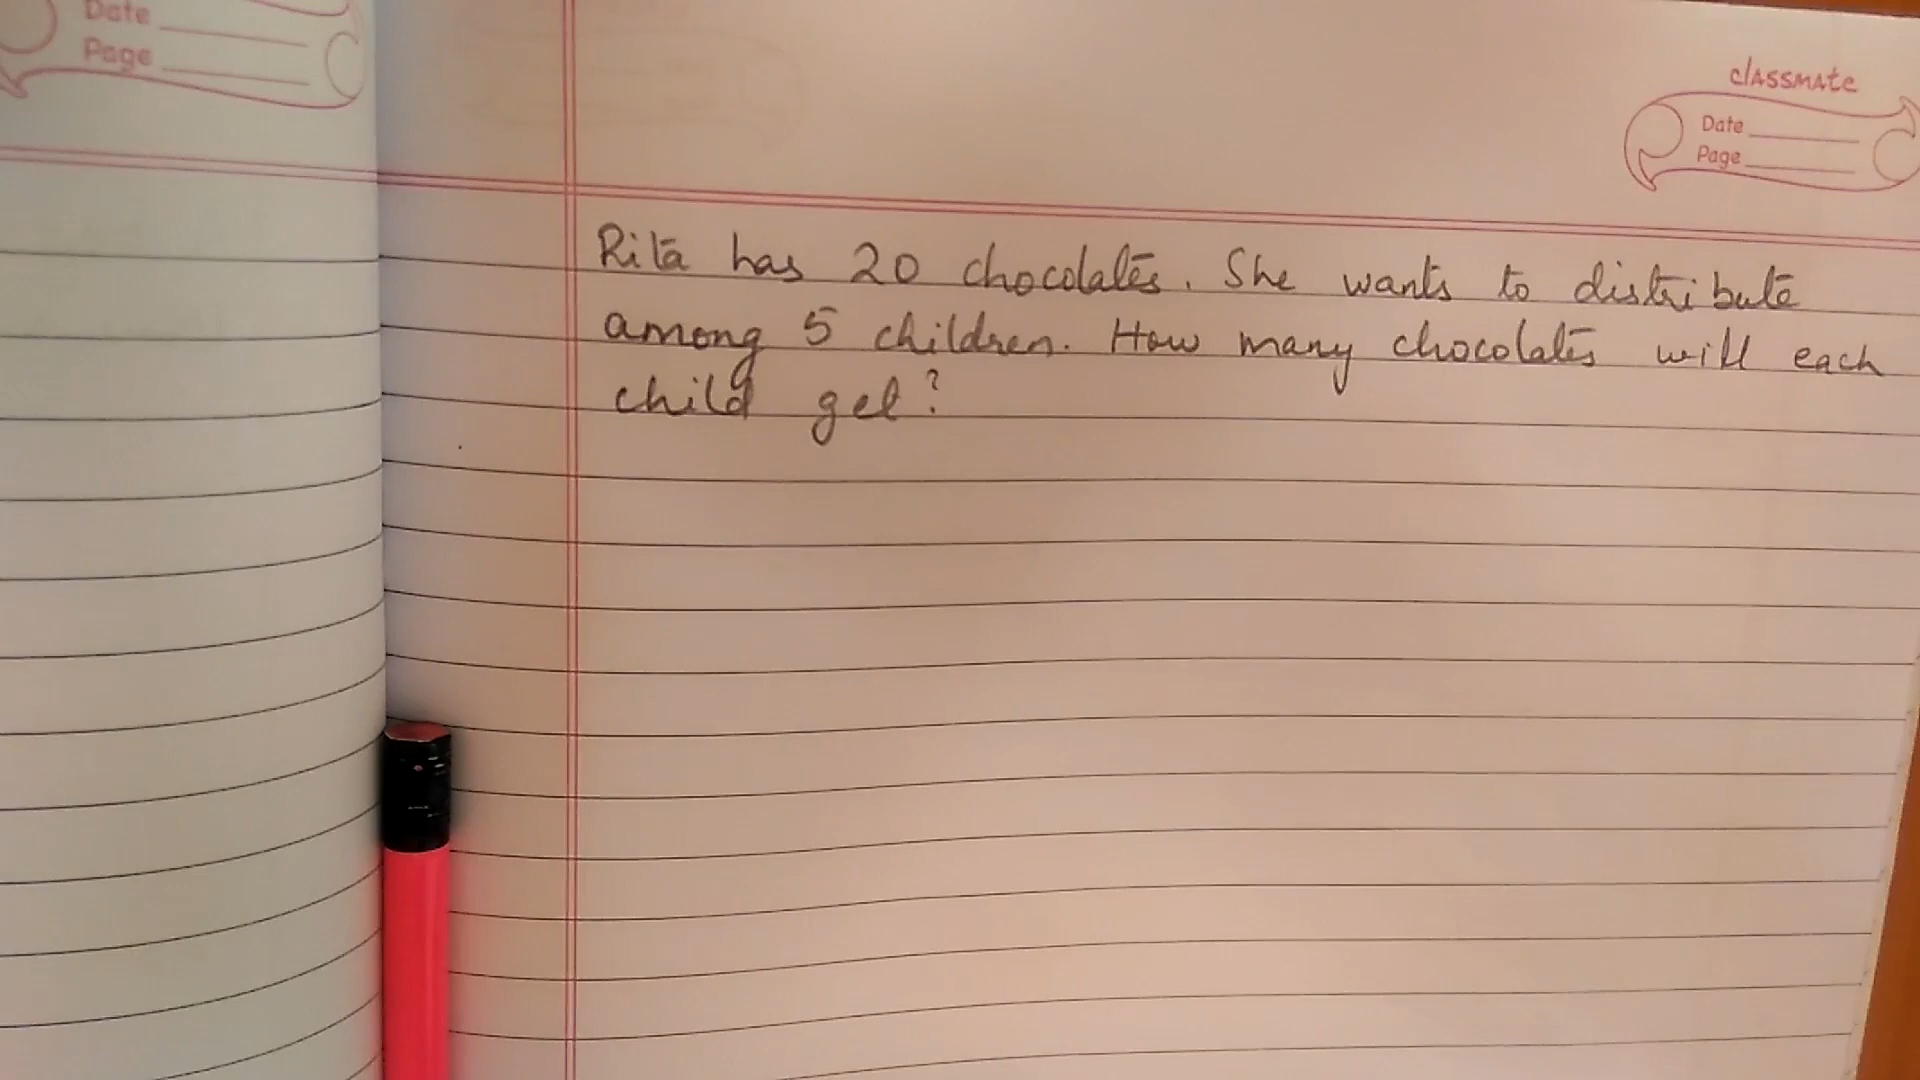 Date
Page
classmate
Date
Page
Rita has 20 chocolates. She wants to distribute
among 5 children. How many chocolates will each
child get?